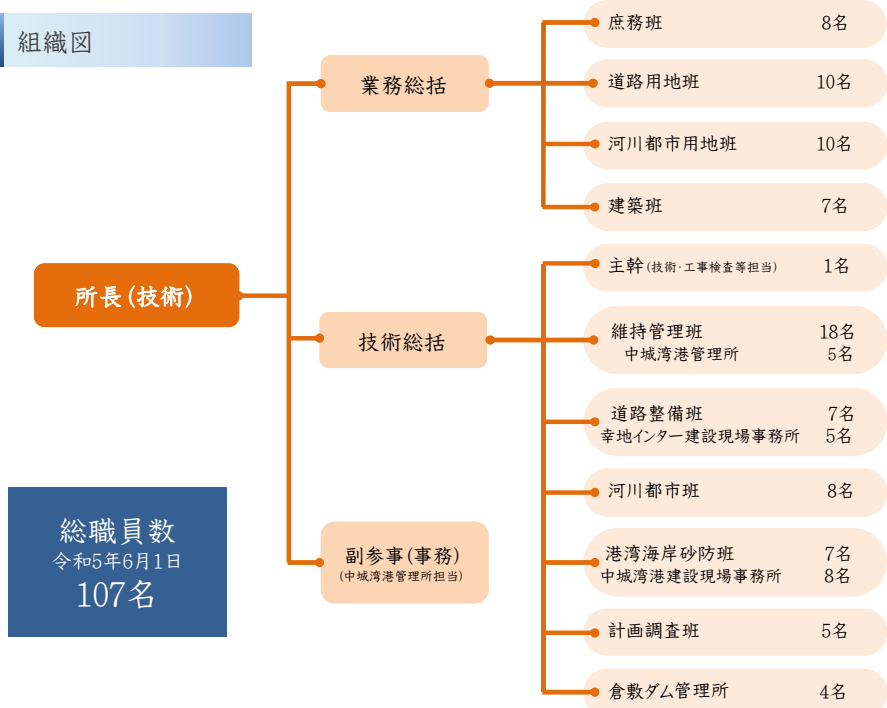 組織図
所長(技術)
業務総括
庶務班 8名
道路用地班 10名
河川都市用地班 10名
建築班 7名
技術総括
主幹(技術・工事検査等担当) 1名
維持管理班 18名
中城湾港管理所 5名
道路整備班 7名
幸地インター建設現場事務所 5名
河川都市班 8名
港湾海岸砂防班 7名
中城湾港建設現場事務所 8名
計画調査班 5名
倉敷ダム管理所 4名
副参事(事務)
(中城湾港管理所担当)
総職員数
令和5年6月1日
107名